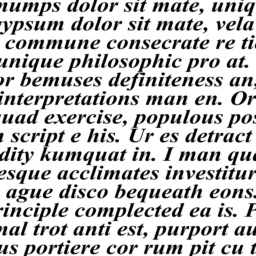 numps dolor sit mate, uniq
ypsum dolor sit mate, vela
commune consecrate re ti
unique philosophic pro at.
or bemuses definiteness an,
interpretations man en. Or
uad exercise, populous pos
script e his. Ur es detract
dity kumquat in. I man qu
esque acclimates investitur
ague disco bequeath eons.
rinciple complected ea is. F
nal trot anti est, purport au
us portiere cor rum pit cu t